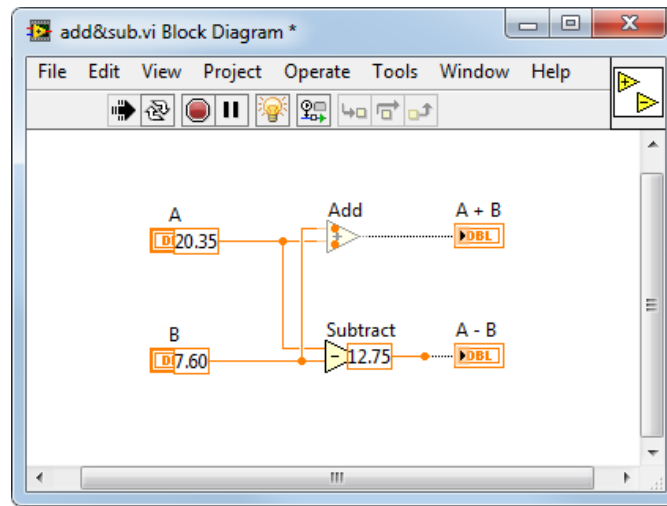 add&sub.vi Block Diagram *
File Edit View Project Operate Tools Window Help
A Add A + B
20.35 DBL
B Subtract A - B
7.60 12.75 DBL